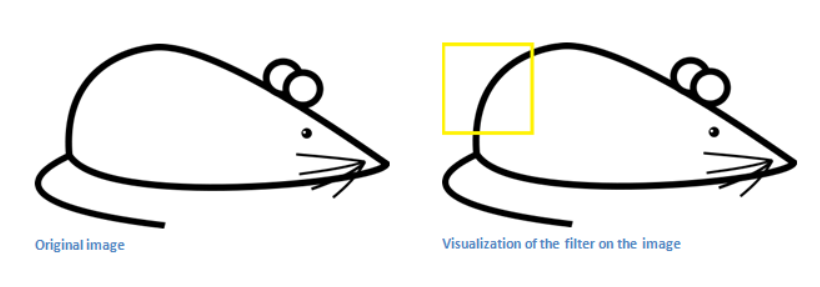 Original image
Visualization of the filter on the image